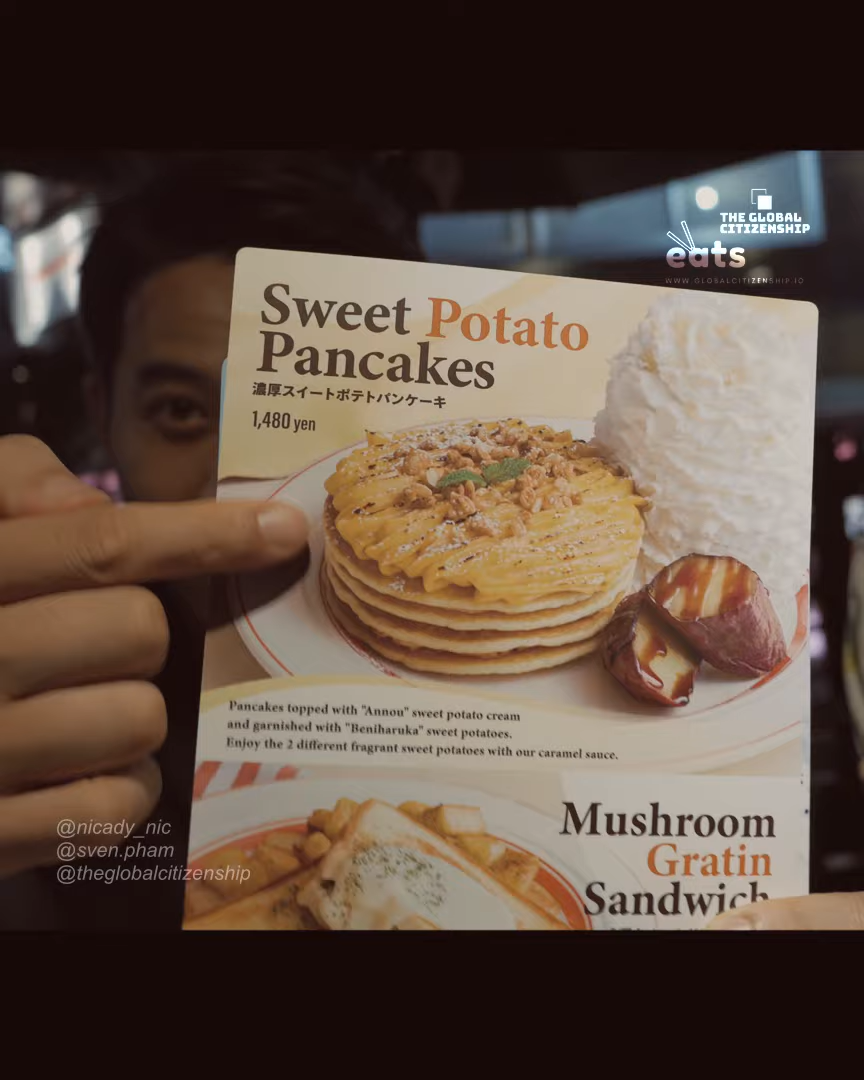 THE GLOBAL
CITIZENSHIP
eats
WWW.GLOBALCITIZENSHIP.IO
Sweet Potato
Pancakes
濃厚スイートポテトパンケーキ
1,480 yen
Pancakes topped with "Annou" sweet potato cream
and garnished with "Beniharuka" sweet potatoes.
Enjoy the 2 different fragrant sweet potatoes with our caramel sauce.
Mushroom
Gratin
Sandwich
@nicady_nic
@sven.pham
@theglobalcitizenship